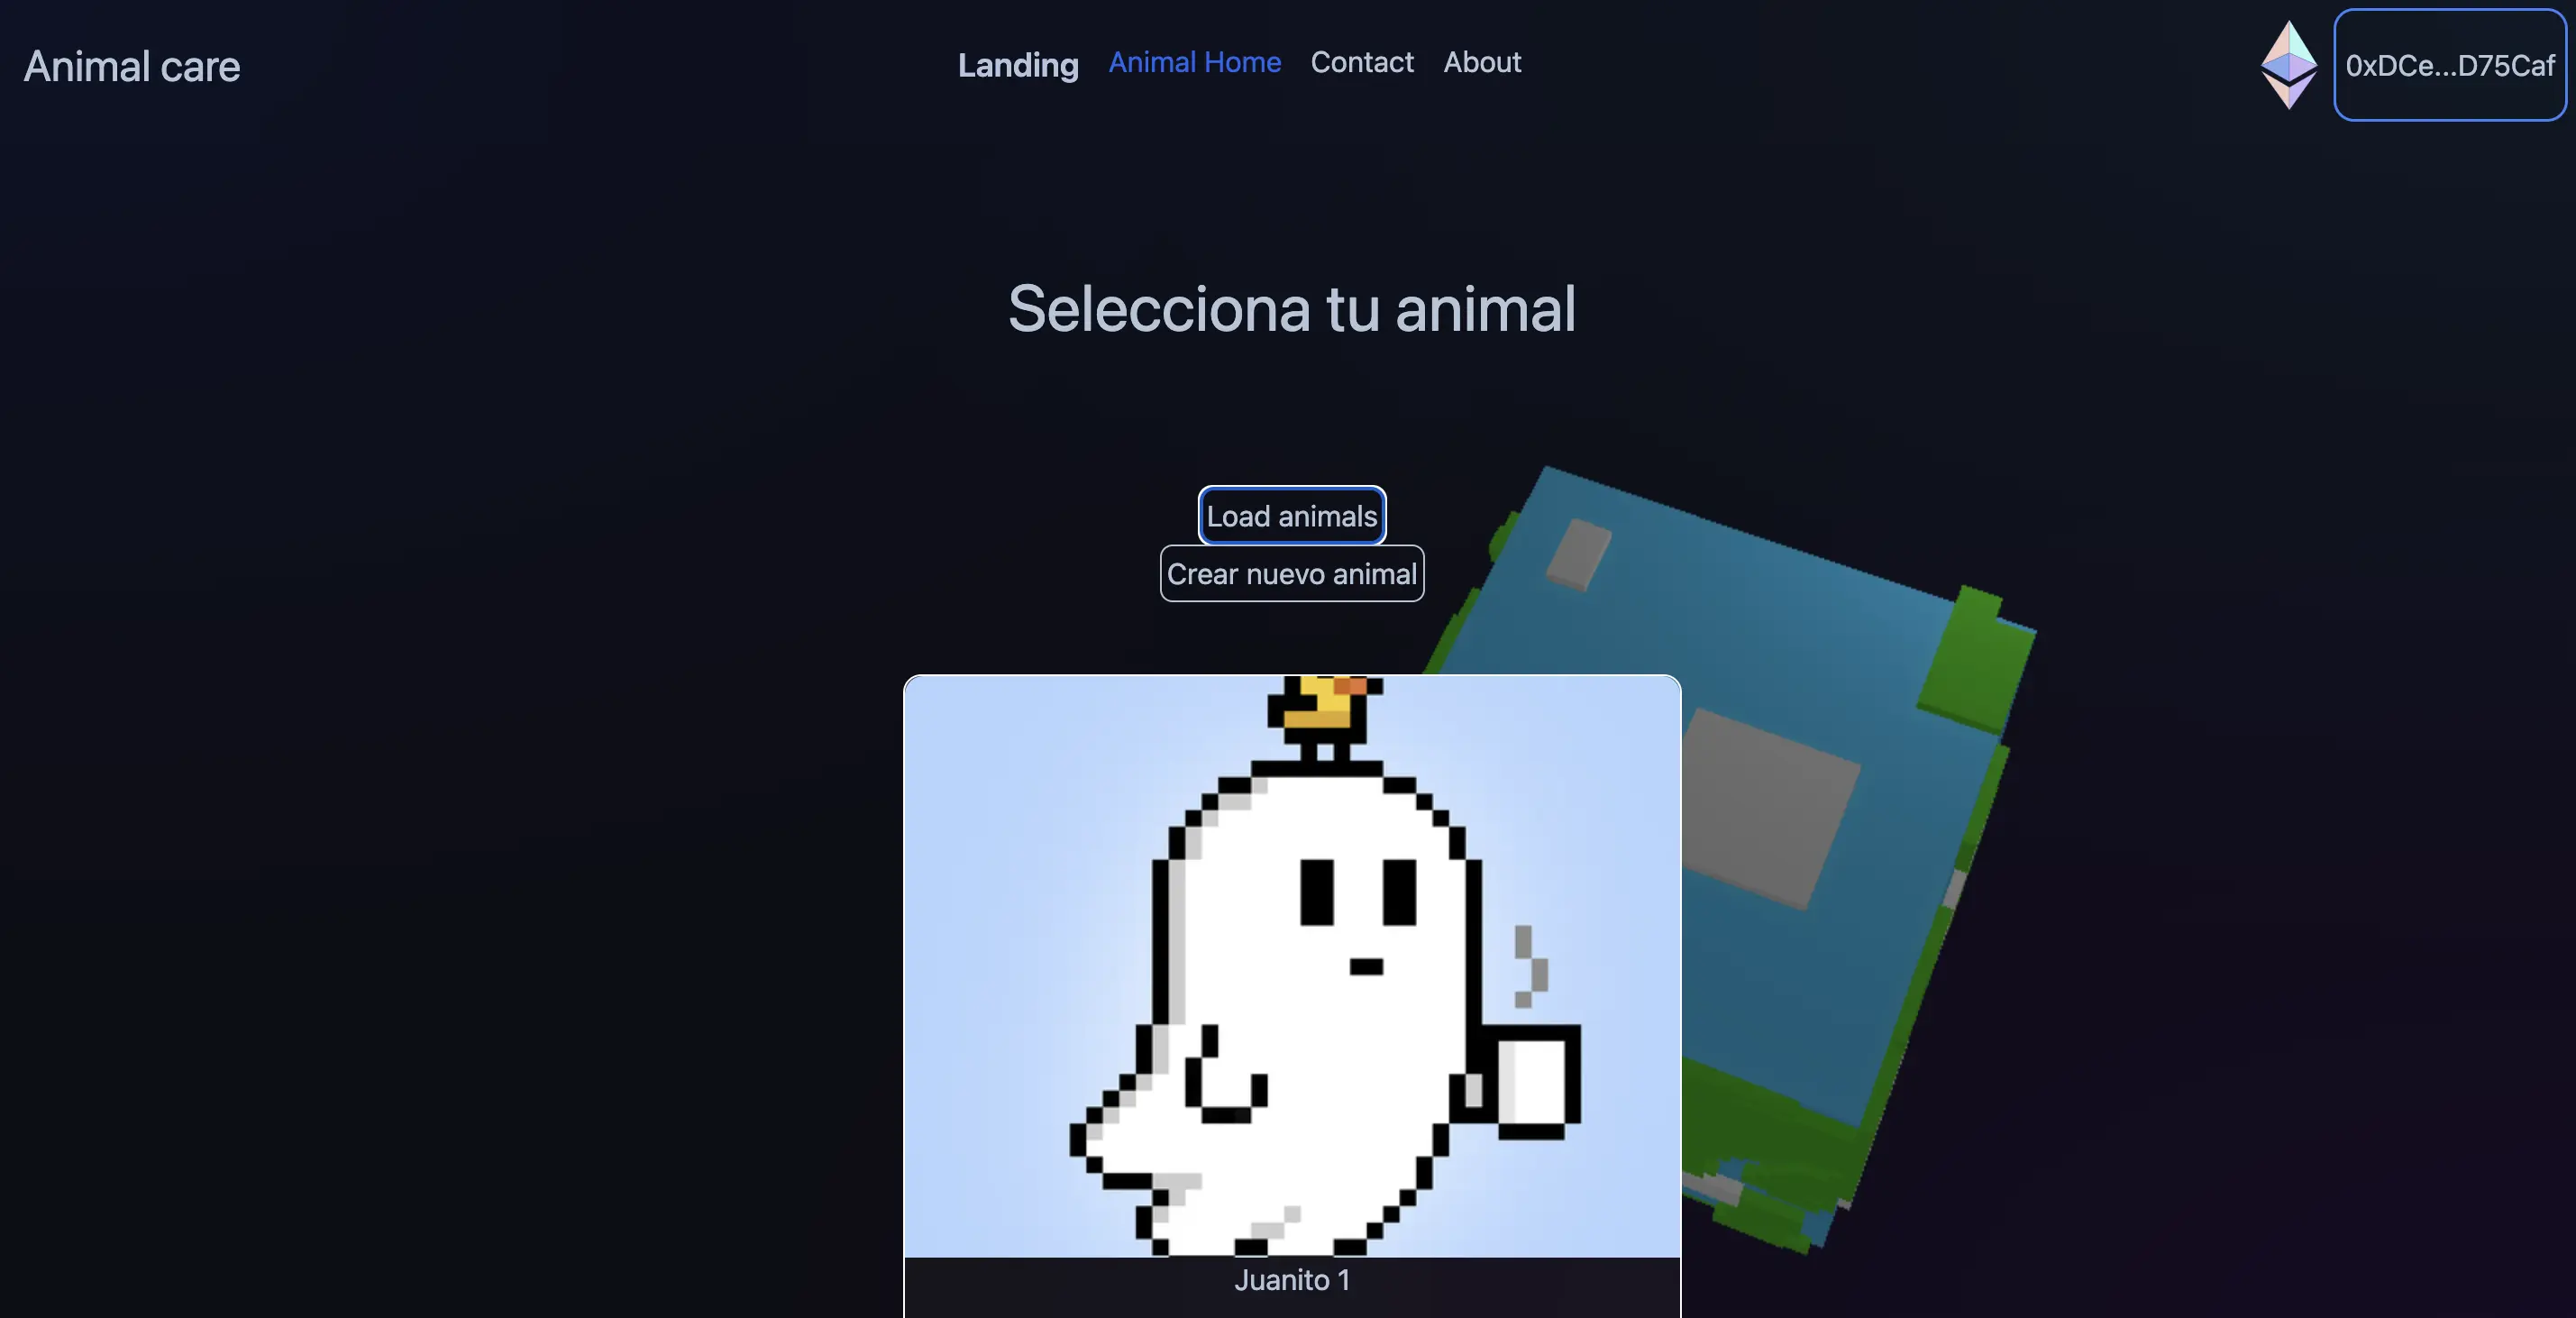 Animal care
Landing
Animal Home
Contact
About
0xDCe...D75Caf
Selecciona tu animal
Load animals
Crear nuevo animal
Juanito 1